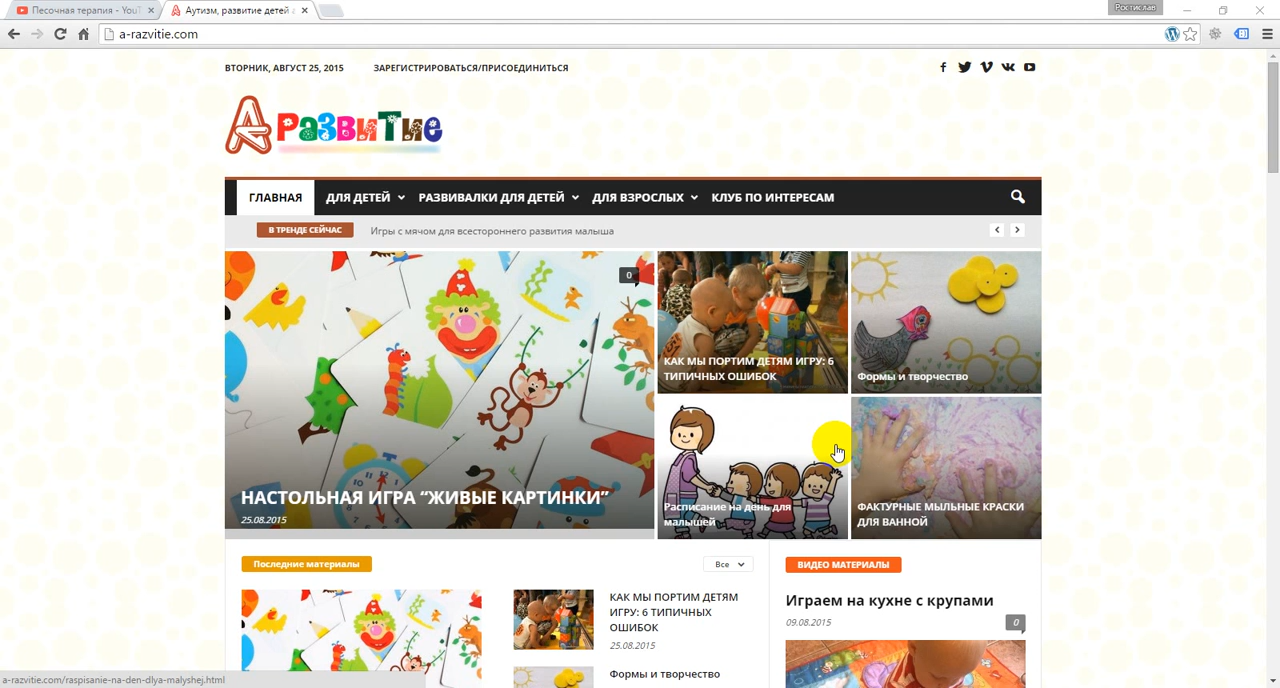 Песочная терапия - YouT
Аутизм, развитие детей а
Ростислав
a-razvitie.com
ВТОРНИК, АВГУСТ 25, 2015
ЗАРЕГИСТРИРОВАТЬСЯ/ПРИСОЕДИНИТЬСЯ
А РазвиТие
ГЛАВНАЯ
ДЛЯ ДЕТЕЙ
РАЗВИВАЛКИ ДЛЯ ДЕТЕЙ
ДЛЯ ВЗРОСЛЫХ
КЛУБ ПО ИНТЕРЕСАМ
В ТРЕНДЕ СЕЙЧАС
Игры с мячом для всестороннего развития малыша
0
НАСТОЛЬНАЯ ИГРА “ЖИВЫЕ КАРТИНКИ”
25.08.2015
КАК МЫ ПОРТИМ ДЕТЯМ ИГРУ: 6
ТИПИЧНЫХ ОШИБОК
Формы и творчество
Расписание на день для
малышей
ФАКТУРНЫЕ МЫЛЬНЫЕ КРАСКИ
ДЛЯ ВАННОЙ
Последние материалы
Все
КАК МЫ ПОРТИМ ДЕТЯМ
ИГРУ: 6 ТИПИЧНЫХ
ОШИБОК
25.08.2015
Формы и творчество
ВИДЕО МАТЕРИАЛЫ
Играем на кухне с крупами
09.08.2015
0
a-razvitie.com/raspisanie-na-den-dlya-malyshej.html